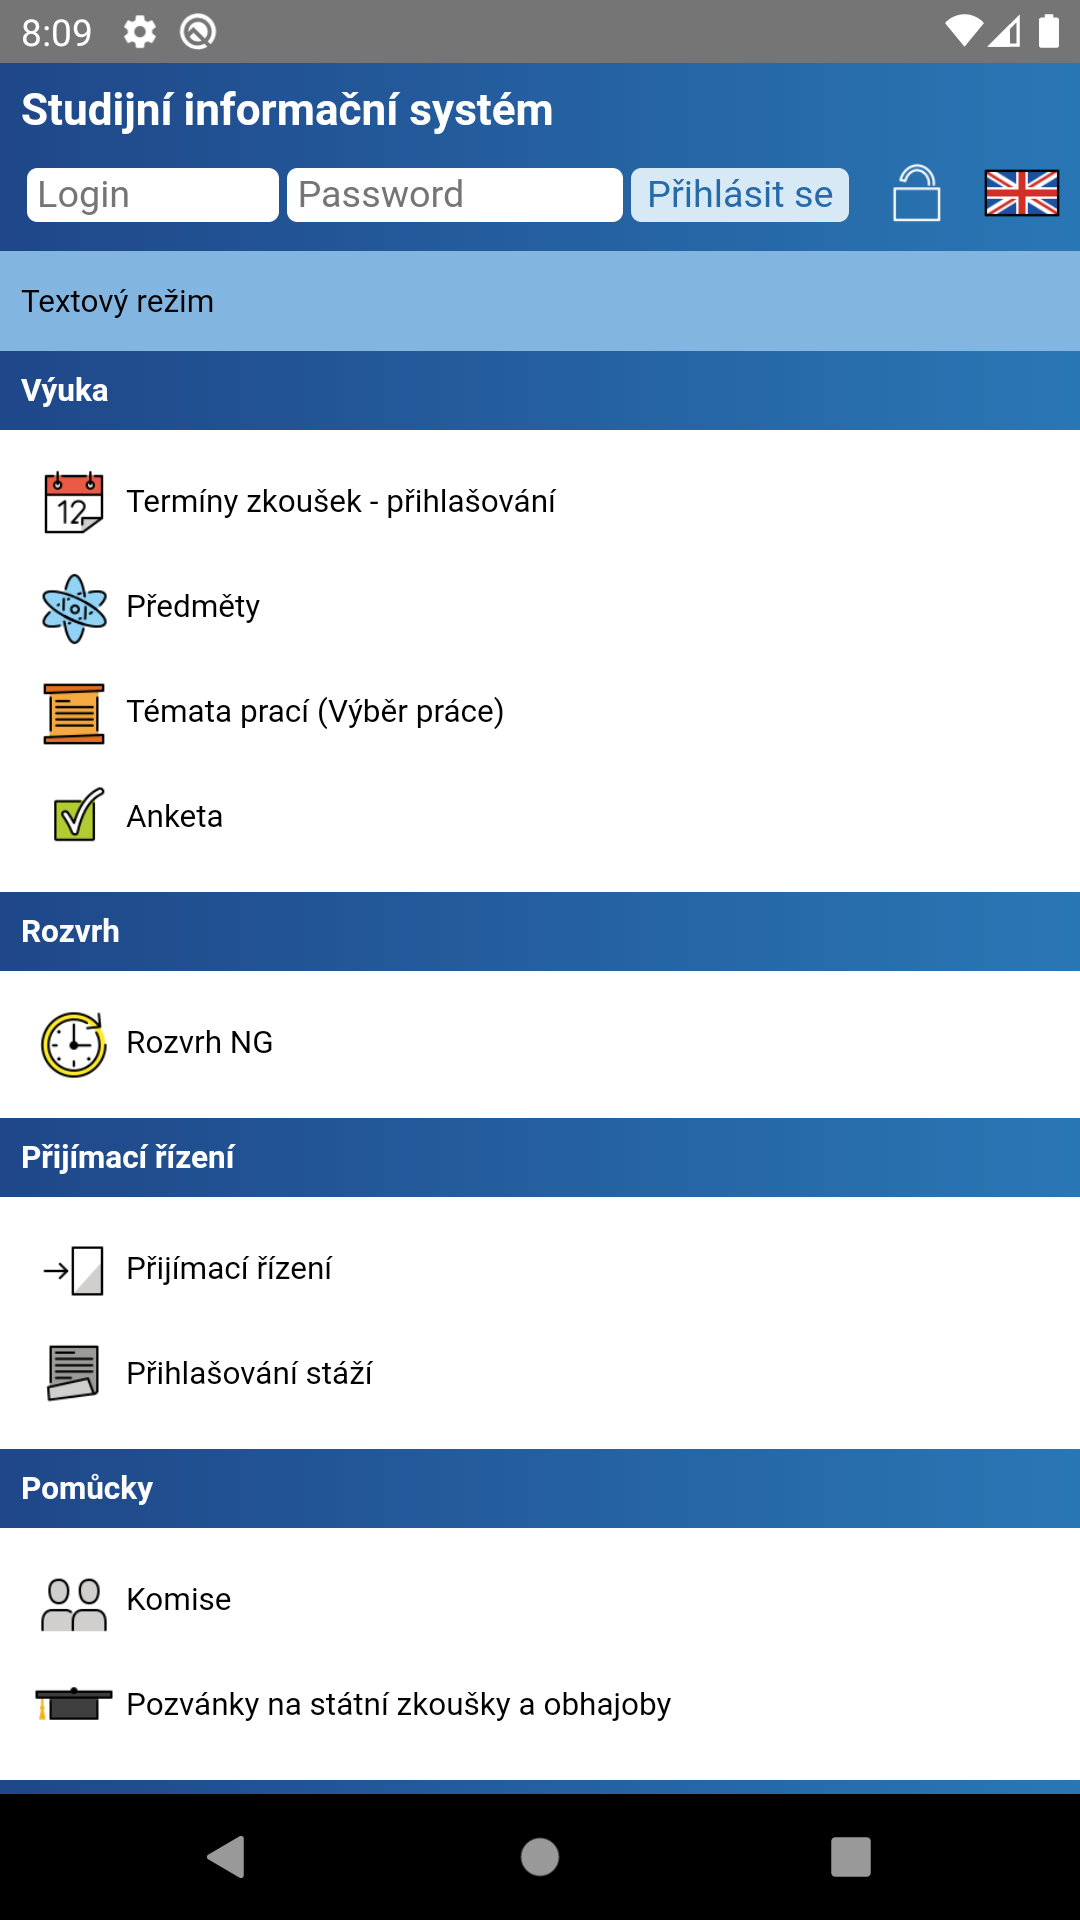 8:09
Studijní informační systém
Login Password Přihlásit se
Textový režim
Výuka
12
Termíny zkoušek - přihlašování
Předměty
Témata prací (Výběr práce)
Anketa
Rozvrh
Rozvrh NG
Přijímací řízení
Přijímací řízení
Přihlašování stáží
Pomůcky
Komise
Pozvánky na státní zkoušky a obhajoby